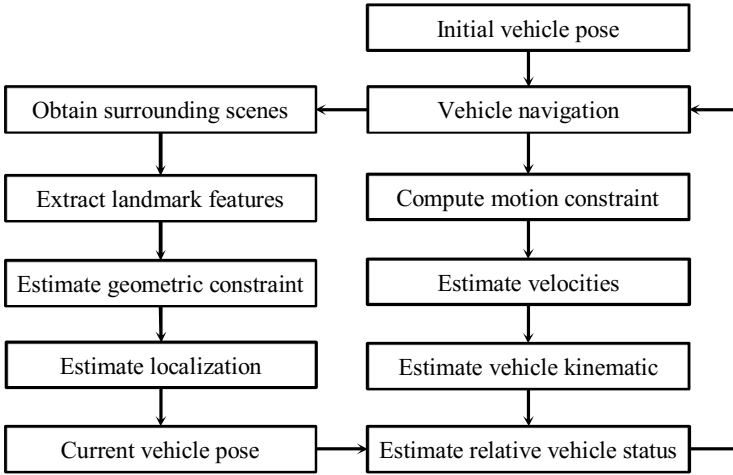 Initial vehicle pose
Obtain surrounding scenes
Vehicle navigation
Extract landmark features
Compute motion constraint
Estimate geometric constraint
Estimate velocities
Estimate localization
Estimate vehicle kinematic
Current vehicle pose
Estimate relative vehicle status